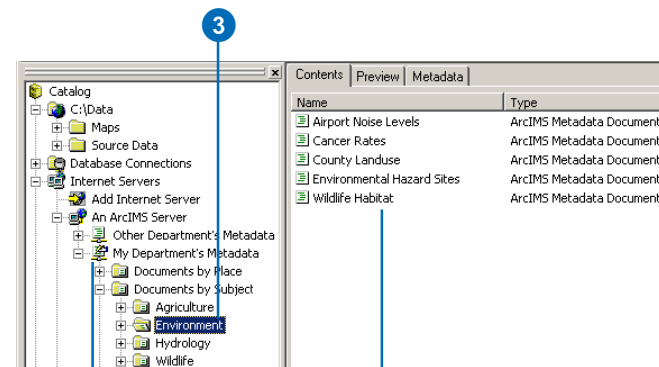 3
Contents Preview Metadata
Catalog
C:\Data
Maps
Source Data
Database Connections
Internet Servers
Add Internet Server
An ArcIMS Server
Other Department's Metadata
My Department's Metadata
Documents by Place
Documents by Subject
Agriculture
Environment
Hydrology
Wildlife
Name Type
Airport Noise Levels ArcIMS Metadata Document
Cancer Rates ArcIMS Metadata Document
County Landuse ArcIMS Metadata Document
Environmental Hazard Sites ArcIMS Metadata Document
Wildlife Habitat ArcIMS Metadata Document